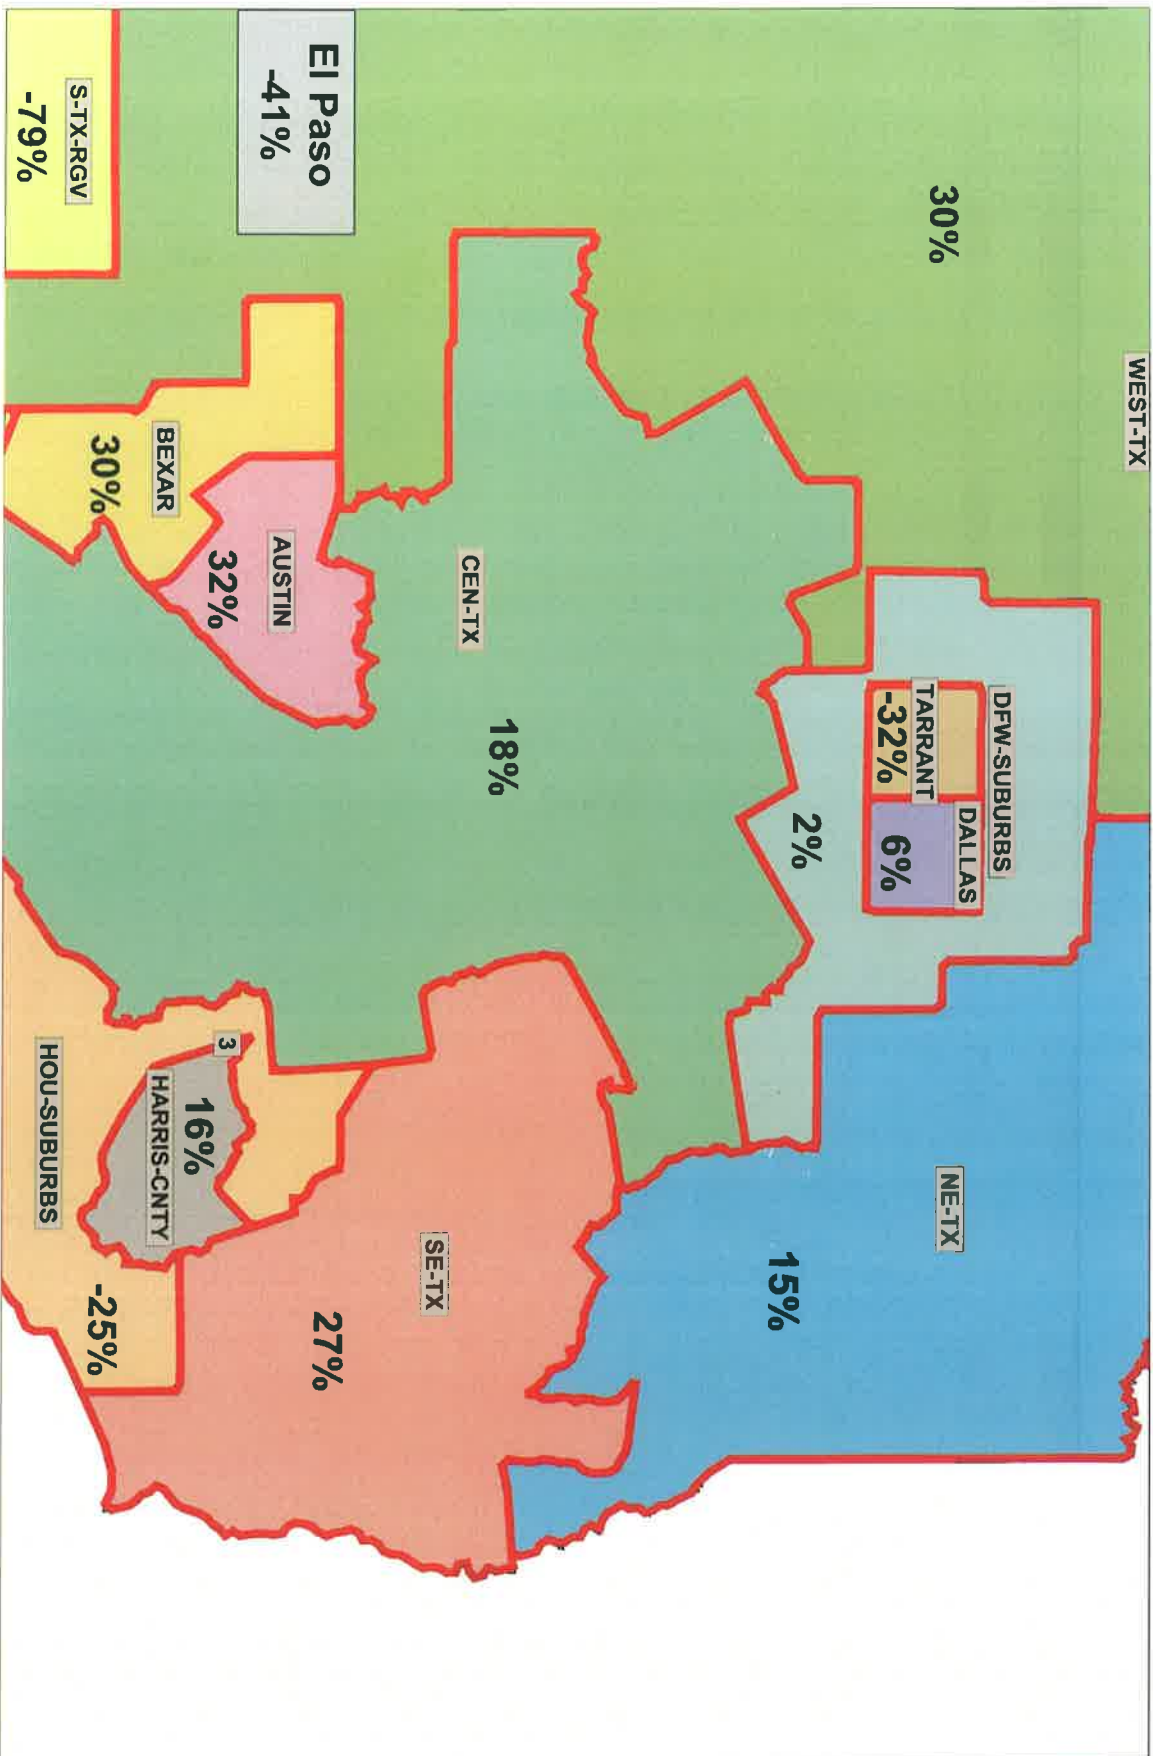 WEST-TX
30%
DFW-SUBURBS
TARRANT
-32%
DALLAS
6%
2%
NE-TX
15%
CEN-TX
18%
El Paso
-41%
AUSTIN
32%
BEXAR
30%
S-TX-RGV
-79%
SE-TX
27%
3
16%
HARRIS-CNTY
HOU-SUBURBS
-25%